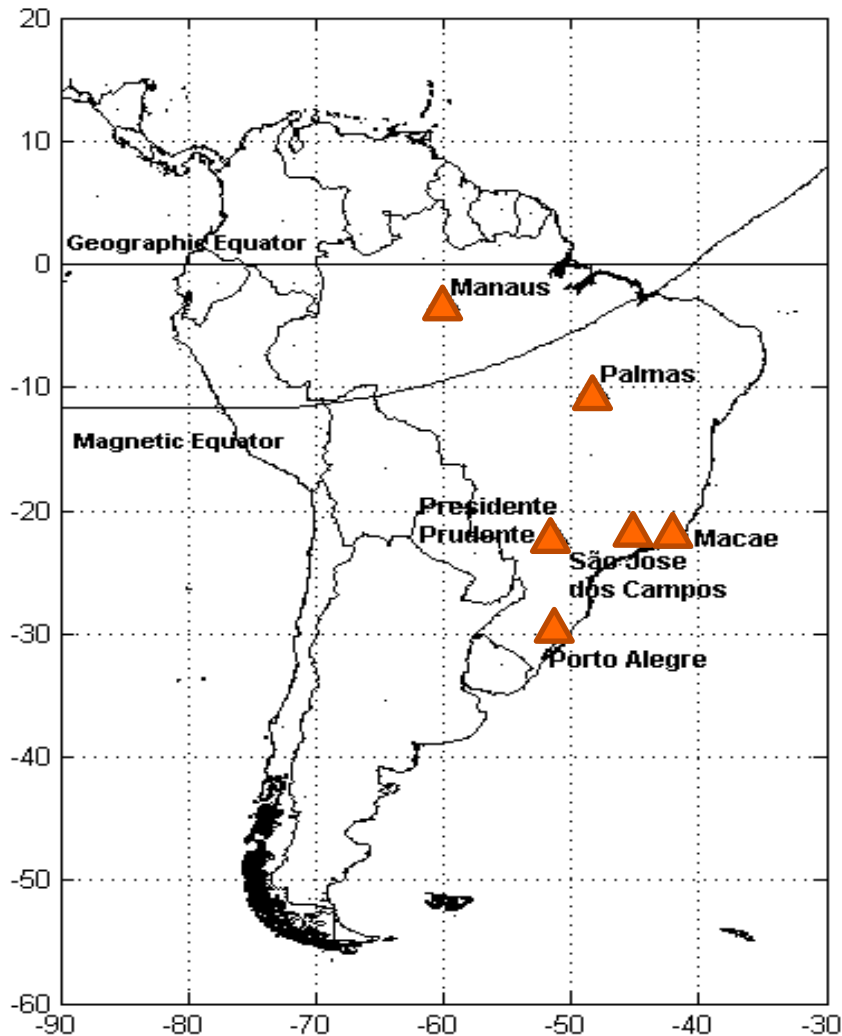 20
10
Geographic Equator
0
Manaus
-10
Palmas
Magnetic Equator
-20
Presidente
Prudente
Macae
São Jose
dos Campos
-30
Porto Alegre
-40
-50
-60
-90 -80 -70 -60 -50 -40 -30